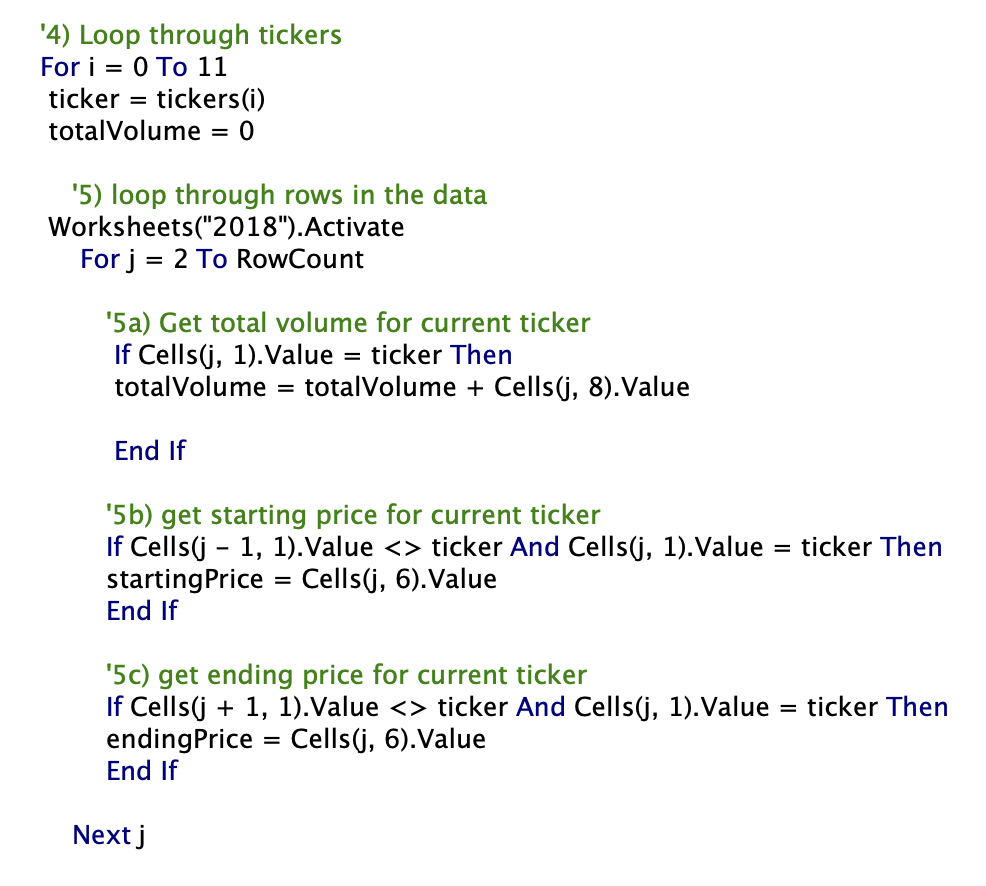 '4) Loop through tickers
For i = 0 To 11
ticker = tickers(i)
totalVolume = 0
'5) loop through rows in the data
Worksheets("2018").Activate
For j = 2 To RowCount
'5a) Get total volume for current ticker
If Cells(j, 1).Value = ticker Then
totalVolume = totalVolume + Cells(j, 8).Value
End If
'5b) get starting price for current ticker
If Cells(j - 1, 1).Value <> ticker And Cells(j, 1).Value = ticker Then
startingPrice = Cells(j, 6).Value
End If
'5c) get ending price for current ticker
If Cells(j + 1, 1).Value <> ticker And Cells(j, 1).Value = ticker Then
endingPrice = Cells(j, 6).Value
End If
Next j